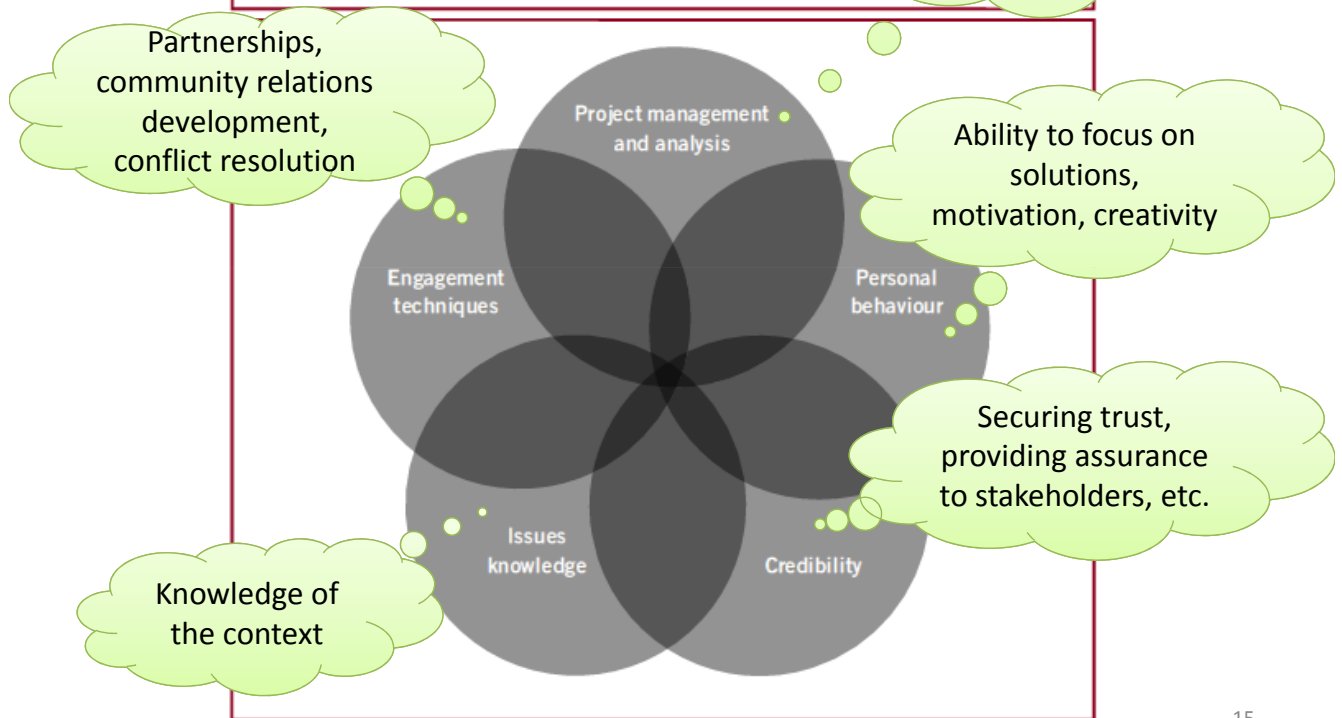 Partnerships,
community relations
development,
conflict resolution
Project management
and analysis
Ability to focus on
solutions,
motivation, creativity
Engagement
techniques
Personal
behaviour
Securing trust,
providing assurance
to stakeholders, etc.
Issues
knowledge
Credibility
Knowledge of
the context
15